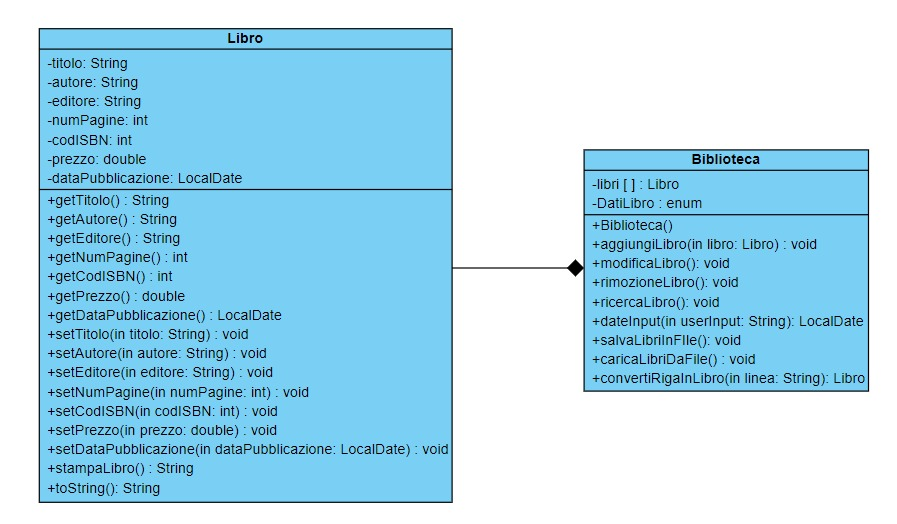 Libro
-titolo: String
-autore: String
-editore: String
-numPagine: int
-codISBN: int
-prezzo: double
-dataPubblicazione: LocalDate
+getTitolo() : String
+getAutore() : String
+getEditore() : String
+getNumPagine() : int
+getCodISBN() : int
+getPrezzo() : double
+getDataPubblicazione() : LocalDate
+setTitolo(in titolo: String) : void
+setAutore(in autore: String) : void
+setEditore(in editore: String) : void
+setNumPagine(in numPagine: int) : void
+setCodISBN(in codISBN: int) : void
+setPrezzo(in prezzo: double) : void
+setDataPubblicazione(in dataPubblicazione: LocalDate) : void
+stampaLibro() : String
+toString(): String
Biblioteca
-libri [ ] : Libro
-DatiLibro : enum
+Biblioteca()
+aggiungiLibro(in libro: Libro) : void
+modificaLibro(): void
+rimozioneLibro(): void
+ricercaLibro(): void
+dateInput(in userInput: String): LocalDate
+salvaLibriInFIle(): void
+caricaLibriDaFile() : void
+convertiRigaInLibro(in linea: String): Libro